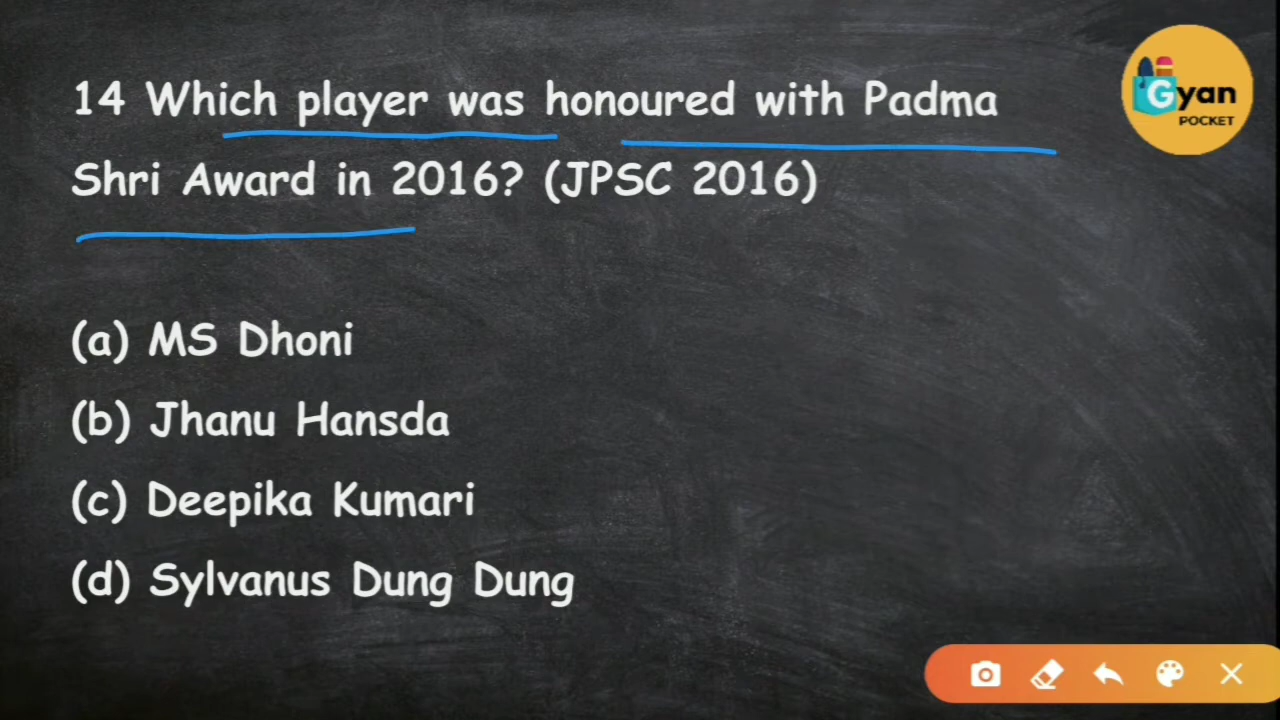 14 Which player was honoured with Padma
Shri Award in 2016? (JPSC 2016)
(a) MS Dhoni
(b) Jhanu Hansda
(c) Deepika Kumari
(d) Sylvanus Dung Dung
Gyan
POCKET